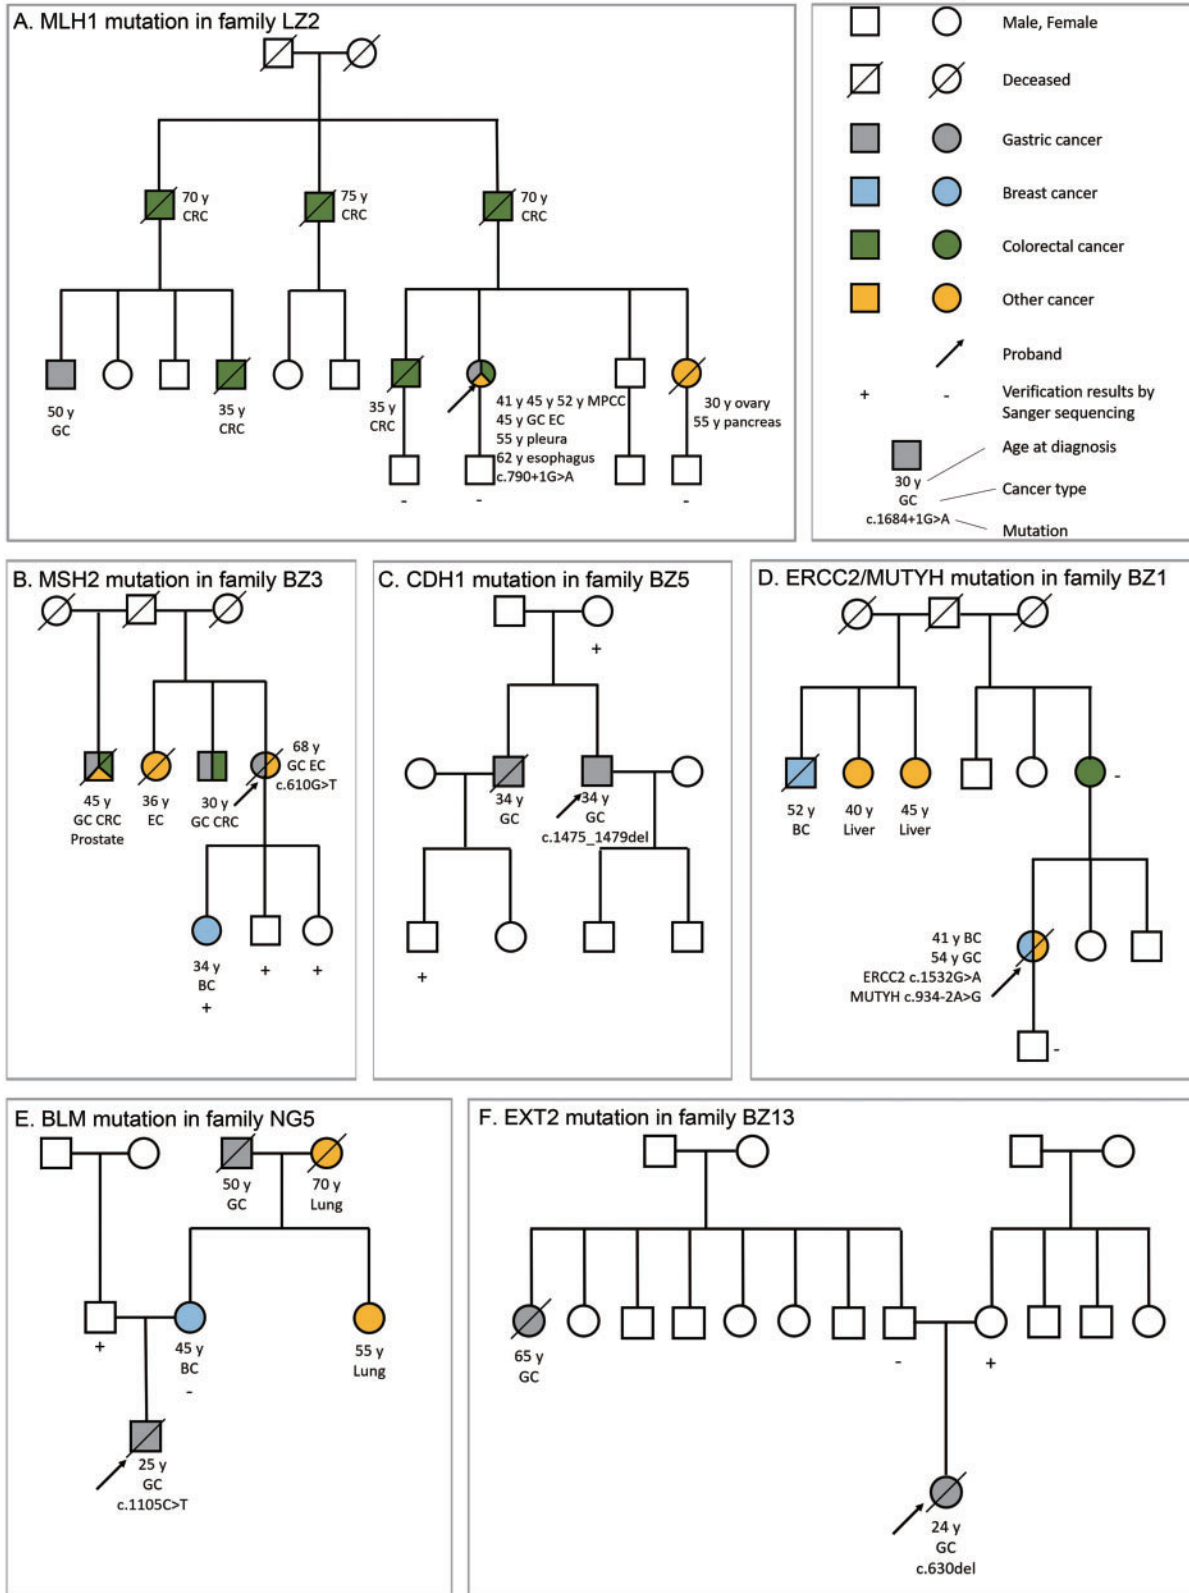 A. MLH1 mutation in family LZ2
70 y
CRC
75 y
CRC
70 y
CRC
50 y
GC
35 y
CRC
35 y
CRC
41 y 45 y 52 y MPCC
45 y GC EC
55 y pleura
62 y esophagus
c.790+1G>A
30 y ovary
55 y pancreas
-
-
-
Male, Female
Deceased
Gastric cancer
Breast cancer
Colorectal cancer
Other cancer
Proband
+
-
Verification results by
Sanger sequencing
Age at diagnosis
30 y
GC
Cancer type
c.1684+1G>A
Mutation
B. MSH2 mutation in family BZ3
68 y
GC EC
c.610G>T
45 y
GC CRC
Prostate
36 y
EC
30 y
GC CRC
34 y
BC
+
+
+
C. CDH1 mutation in family BZ5
+
34 y
GC
34 y
GC
c.1475_1479del
+
D. ERCC2/MUTYH mutation in family BZ1
-
52 y
BC
40 y
Liver
45 y
Liver
41 y BC
54 y GC
ERCC2 c.1532G>A
MUTYH c.934-2A>G
-
E. BLM mutation in family NG5
50 y
GC
70 y
Lung
+
45 y
BC
-
55 y
Lung
25 y
GC
c.1105C>T
F. EXT2 mutation in family BZ13
65 y
GC
-
+
24 y
GC
c.630del